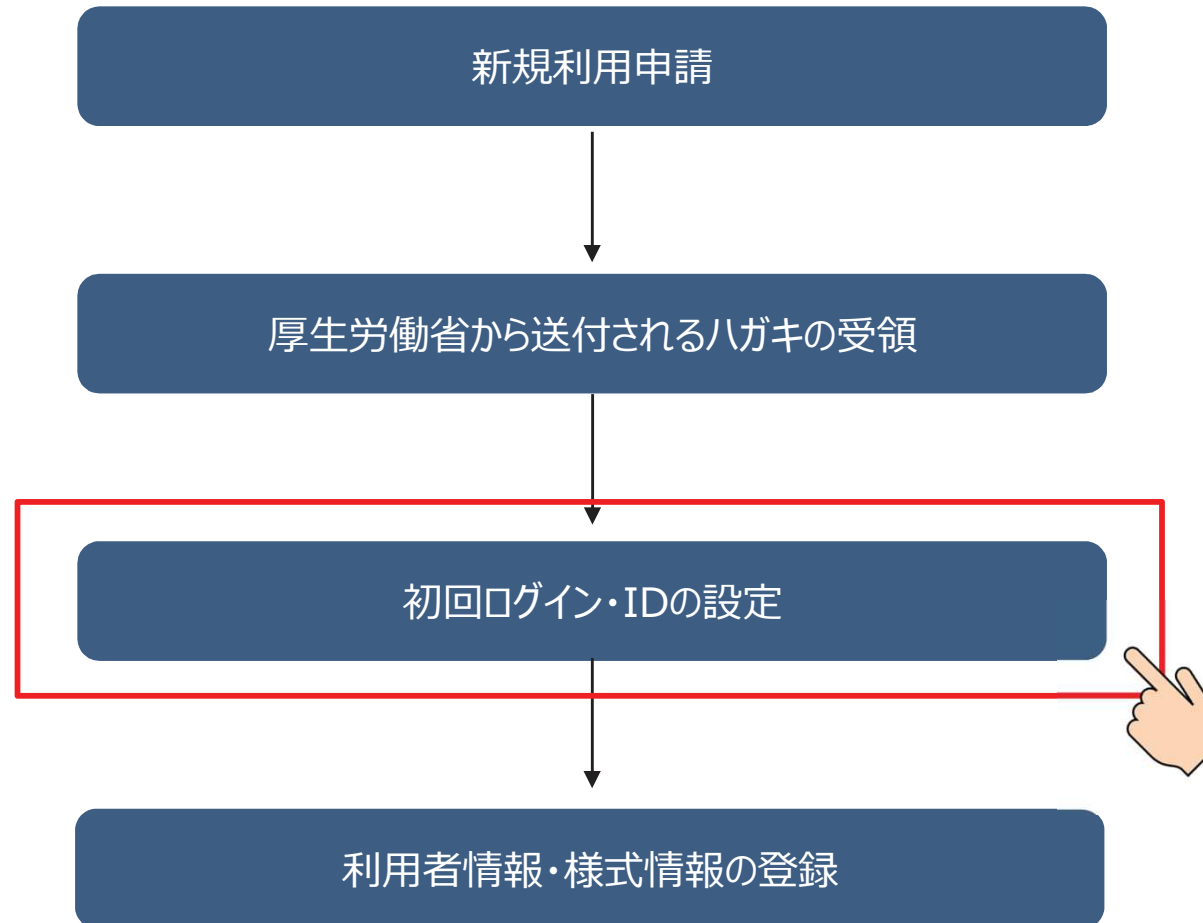 新規利用申請
厚生労働省から送付されるハガキの受領
初回ログイン・IDの設定
利用者情報・様式情報の登録